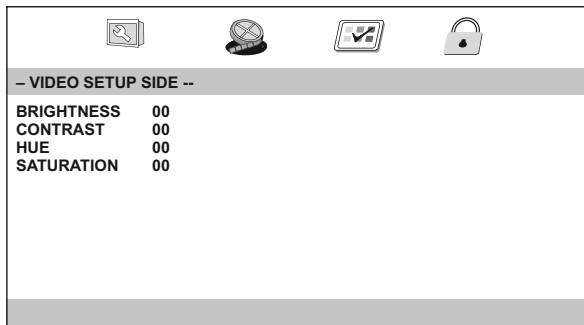 – VIDEO SETUP SIDE --
BRIGHTNESS 00
CONTRAST 00
HUE 00
SATURATION 00